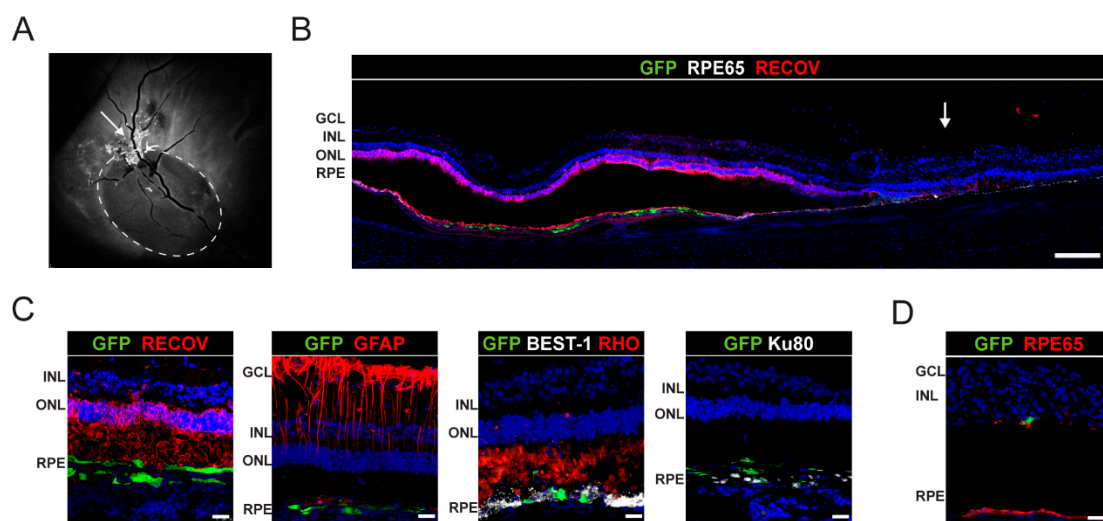 A
B
GFP RPE65 RECOV
GCL
INL
ONL
RPE
C
GFP RECOV
INL
ONL
RPE
GFP GFAP
GCL
INL
ONL
RPE
GFP BEST-1 RHO
INL
ONL
RPE
GFP Ku80
INL
ONL
RPE
D
GFP RPE65
GCL
INL
RPE